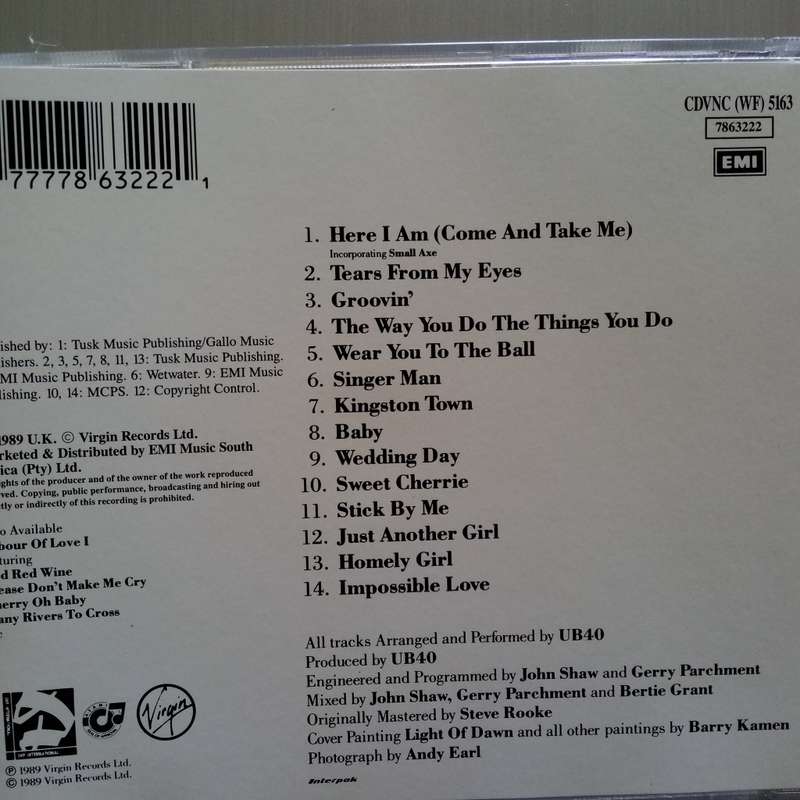 CDVNC (WF) 5163
7863222
EMI
77778 63222 1
1. Here I Am (Come And Take Me)
Incorporating Small Axe
2. Tears From My Eyes
3. Groovin'
4. The Way You Do The Things You Do
5. Wear You To The Ball
6. Singer Man
7. Kingston Town
8. Baby
9. Wedding Day
10. Sweet Cherrie
11. Stick By Me
12. Just Another Girl
13. Homely Girl
14. Impossible Love
ished by: 1: Tusk Music Publishing/Gallo Music
ishers. 2, 3, 5, 7, 8, 11, 13: Tusk Music Publishing.
MI Music Publishing. 6: Wetwater. 9: EMI Music
lishing. 10, 14: MCPS. 12: Copyright Control.
1989 U.K. © Virgin Records Ltd.
rketed & Distributed by EMI Music South
ica (Pty) Ltd.
ights of the producer and of the owner of the work reproduced
ved. Copying, public performance, broadcasting and hiring out
tly or indirectly of this recording is prohibited.
o Available
bour Of Love I
turing
d Red Wine
ease Don't Make Me Cry
erry Oh Baby
any Rivers To Cross
All tracks Arranged and Performed by UB40
Produced by UB40
Engineered and Programmed by John Shaw and Gerry Parchment
Mixed by John Shaw, Gerry Parchment and Bertie Grant
Originally Mastered by Steve Rooke
Cover Painting Light Of Dawn and all other paintings by Barry Kamen
Photograph by Andy Earl
Virgin
℗ 1989 Virgin Records Ltd.
© 1989 Virgin Records Ltd.
Interpak